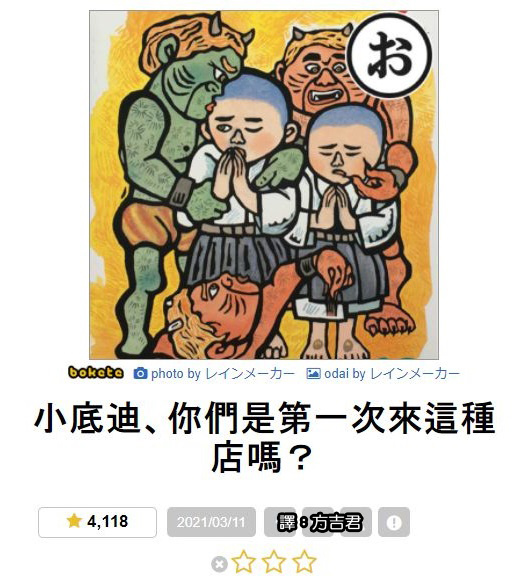 お
bokete photo by レインメーカー odai by レインメーカー
小底迪、你們是第一次來這種
店嗎？
4,118 2021/03/11 譯8方吉君